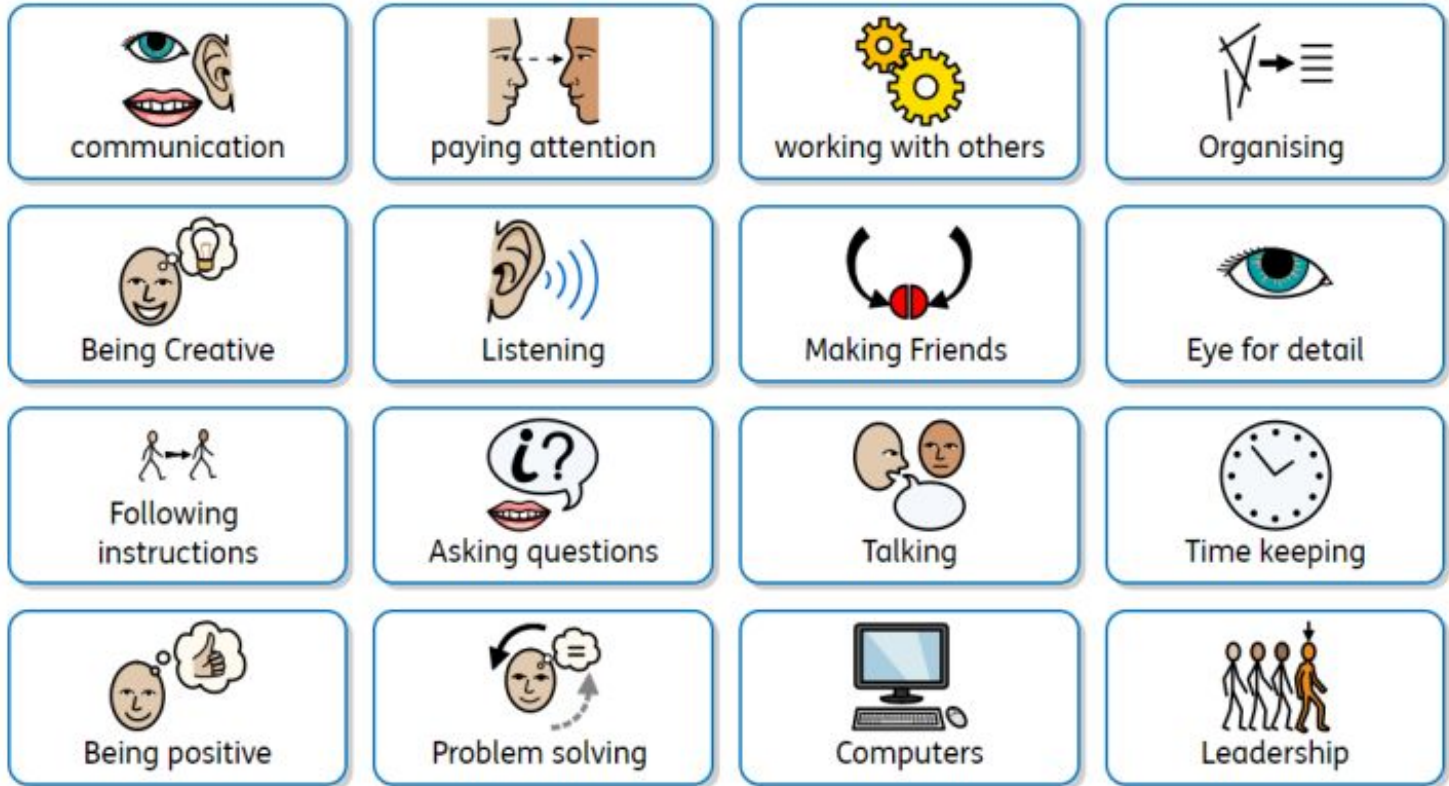 communication
paying attention
working with others
Organising
Being Creative
Listening
Making Friends
Eye for detail
Following
instructions
i?
Asking questions
Talking
Time keeping
=
Being positive
Problem solving
Computers
Leadership